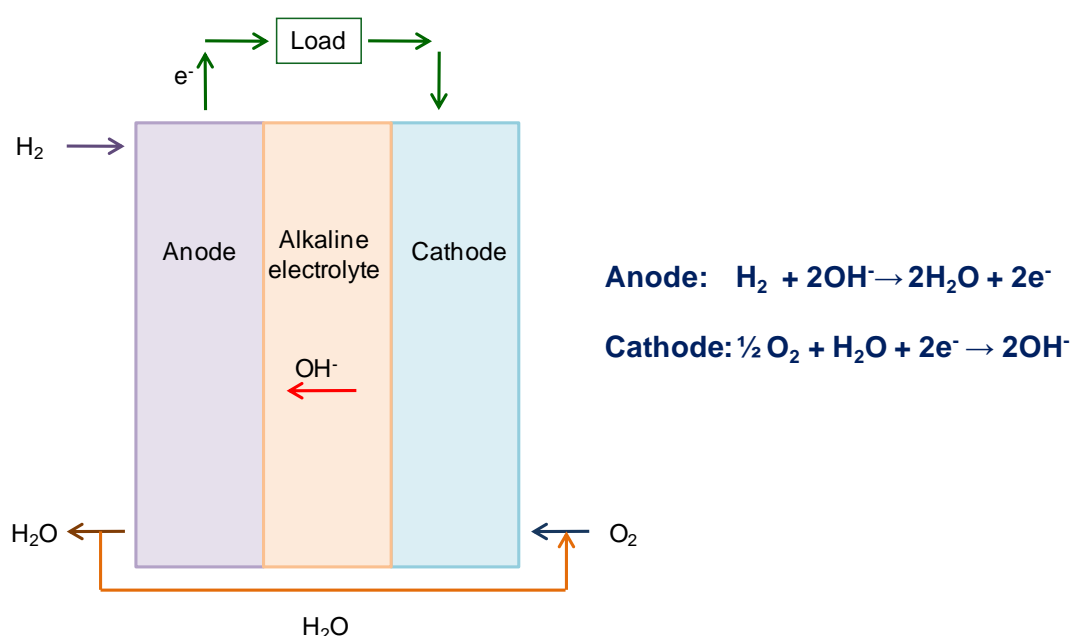 Load
e⁻
H₂
Anode
Alkaline
electrolyte
Cathode
Anode: H₂ + 2OH⁻→ 2H₂O + 2e⁻
Cathode: ½ O₂ + H₂O + 2e⁻ → 2OH⁻
OH⁻
H₂O
O₂
H₂O